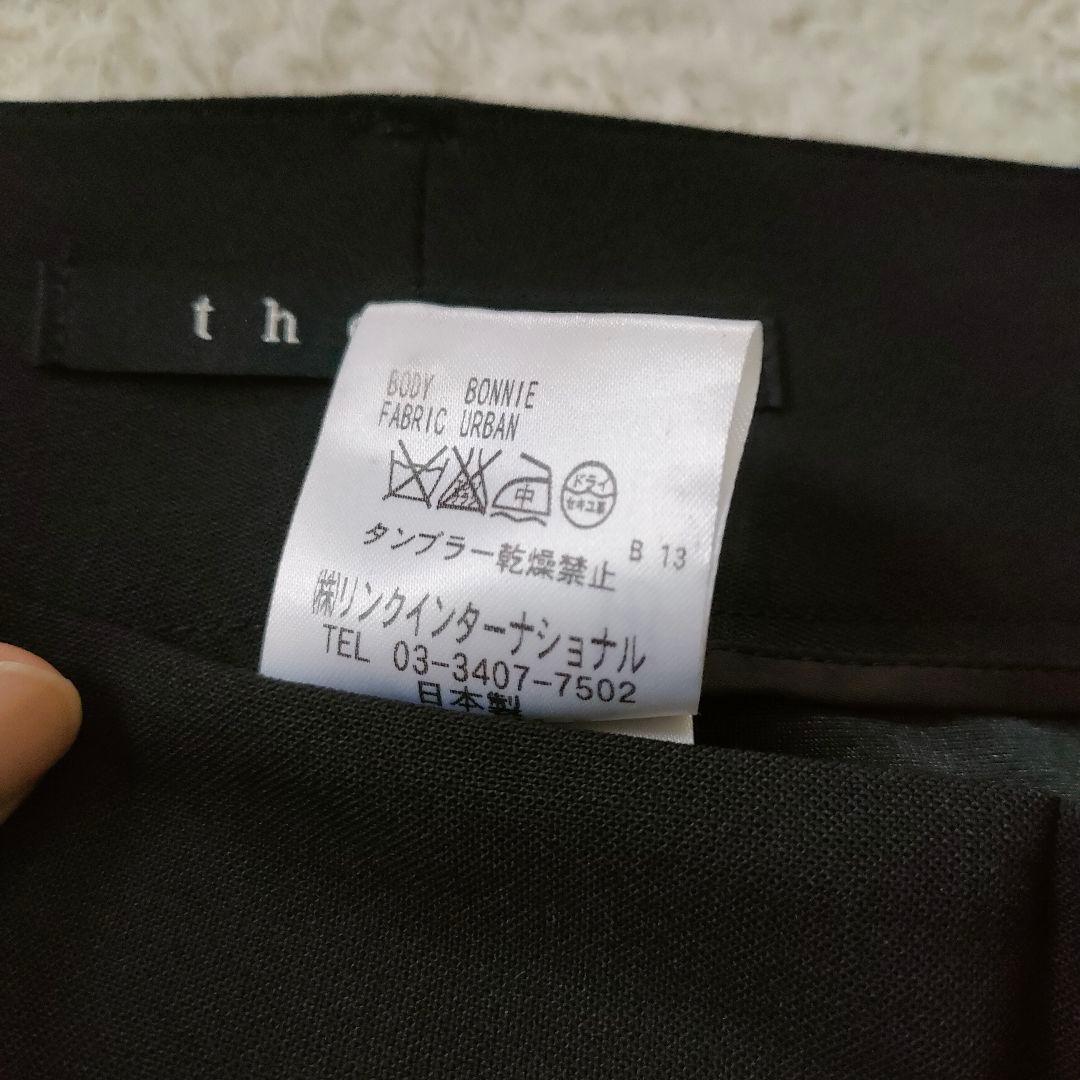 t h
BODY BONNIE
FABRIC URBAN
中
ドライ
セキユ系
タンブラー乾燥禁止 B 13
㈱リンクインターナショナル
TEL 03-3407-7502
日本製